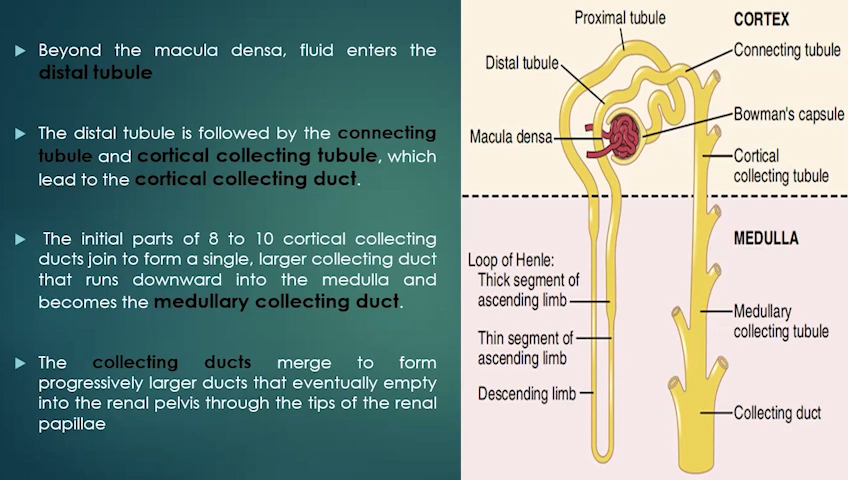 Beyond the macula densa, fluid enters the
distal tubule
The distal tubule is followed by the connecting
tubule and cortical collecting tubule, which
lead to the cortical collecting duct.
The initial parts of 8 to 10 cortical collecting
ducts join to form a single, larger collecting duct
that runs downward into the medulla and
becomes the medullary collecting duct.
The collecting ducts merge to form
progressively larger ducts that eventually empty
into the renal pelvis through the tips of the renal
papillae
Proximal tubule
CORTEX
Connecting tubule
Distal tubule
Bowman's capsule
Macula densa
Cortical
collecting tubule
MEDULLA
Loop of Henle:
Thick segment of
ascending limb
Medullary
collecting tubule
Thin segment of
ascending limb
Descending limb
Collecting duct